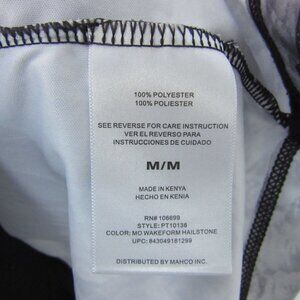 100% POLYESTER
100% POLIESTER
SEE REVERSE FOR CARE INSTRUCTION
VER EL REVERSO PARA
INSTRUCCIONES DE CUIDADO
M/M
MADE IN KENYA
HECHO EN KENIA
RN# 106699
STYLE: PT10138
COLOR: MO WAKEFORM HAILSTONE
UPC: 843049181299
DISTRIBUTED BY MAHCO INC.